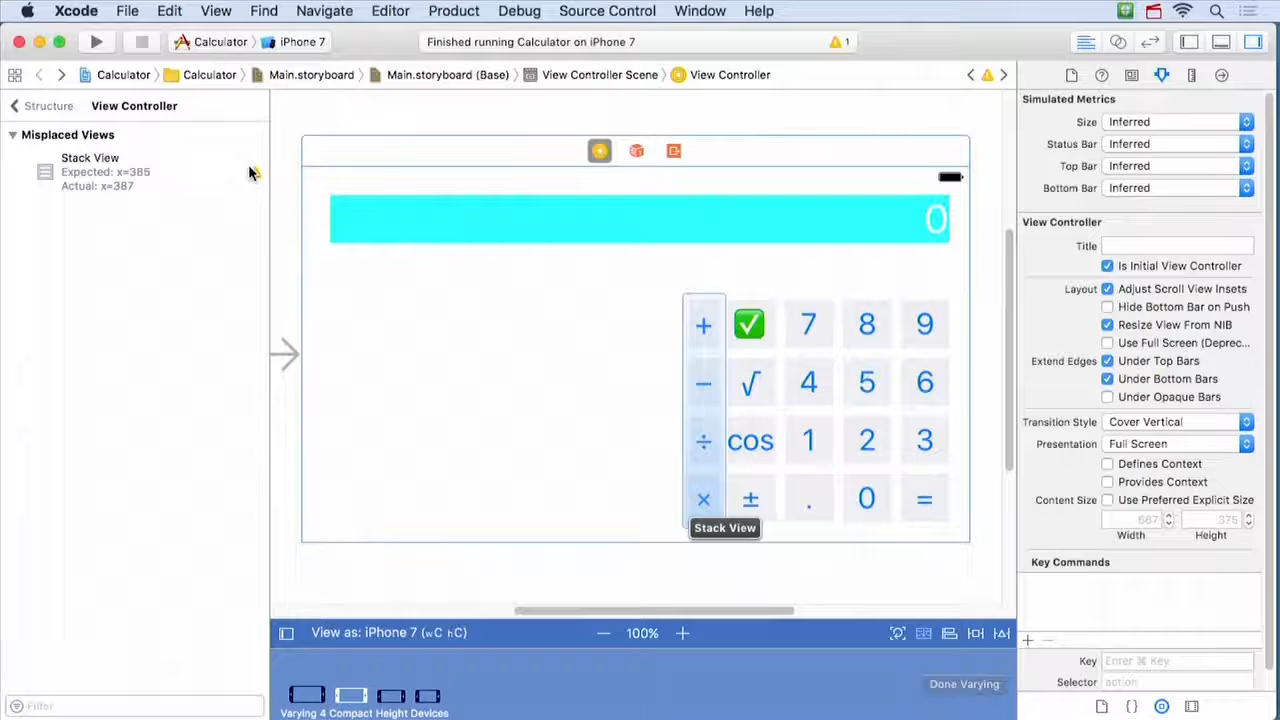 Xcode File Edit View Find Navigate Editor Product Debug Source Control Window Help
Calculator iPhone 7 Finished running Calculator on iPhone 7 1
Calculator Calculator Main.storyboard Main.storyboard (Base) View Controller Scene View Controller
Structure View Controller
Misplaced Views
Stack View
Expected: x=385
Actual: x=387
Filter
0
+ ✅ 7 8 9
− √ 4 5 6
÷ cos 1 2 3
× ± . 0 =
Stack View
View as: iPhone 7 (wC hC) — 100% +
Done Varying
Varying 4 Compact Height Devices
Simulated Metrics
Size Inferred
Status Bar Inferred
Top Bar Inferred
Bottom Bar Inferred
View Controller
Title
Is Initial View Controller
Layout Adjust Scroll View Insets
Hide Bottom Bar on Push
Resize View From NIB
Use Full Screen (Deprec...
Extend Edges Under Top Bars
Under Bottom Bars
Under Opaque Bars
Transition Style Cover Vertical
Presentation Full Screen
Defines Context
Provides Context
Content Size Use Preferred Explicit Size
667 375
Width Height
Key Commands
+ −
Key Enter ⌘ Key
Selector action